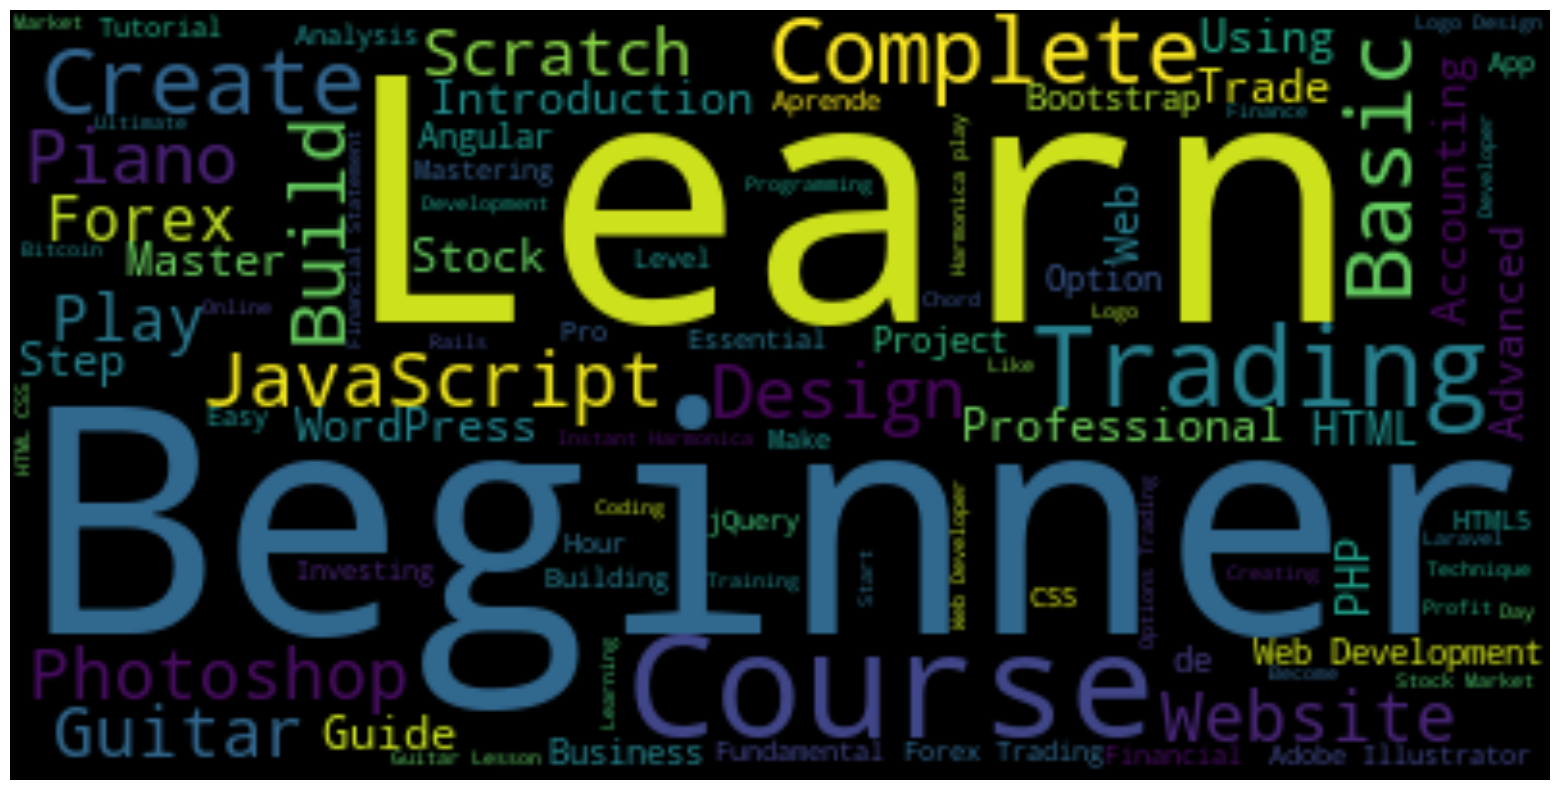 Market
Tutorial
Analysis
Scratch
Complete
Using
Logo Design
Create
Introduction
Aprende
Bootstrap
Trade
Finance
Basic
App
Ultimate
Piano
Build
Financial Statement
Angular
Mastering
Development
Learn
Programming
Harmonica play
Web
Accounting
Developer
Forex
Bitcoin
Master
Stock
Level
Option
Chord
Logo
Advanced
Play
Online
Rails
Pro
Essential
Project
Like
Trading
Step
JavaScript
Design
HTML CSS
Easy
WordPress
Instant Harmonica
Make
Professional
HTML
Beginner
Coding
jQuery
Hour
Investing
Building
Training
Start
Web Developer
CSS
Options Trading
Creating
PHP
HTML5
Laravel
Technique
Profit
Day
Photoshop
Learning
Course
de
Web Development
Become
Stock Market
Guitar
Guide
Website
Guitar Lesson
Business
Fundamental
Forex Trading
Financial
Adobe Illustrator